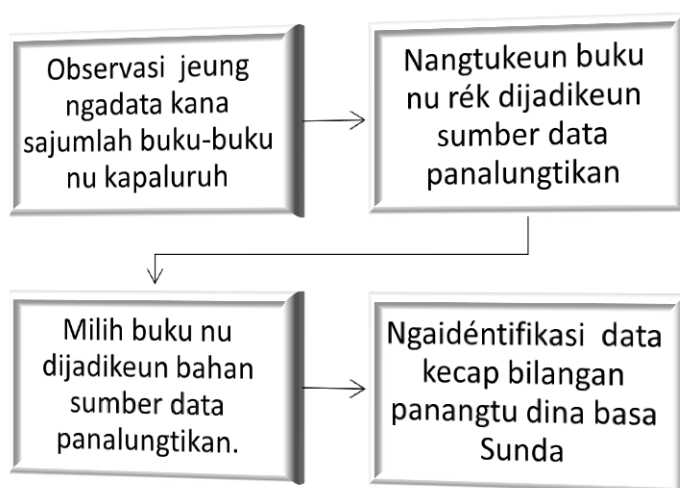 Observasi jeung
ngadata kana
sajumlah buku-buku
nu kapaluruh
Nangtukeun buku
nu rék dijadikeun
sumber data
panalungtikan
Milih buku nu
dijadikeun bahan
sumber data
panalungtikan.
Ngaidéntifikasi data
kecap bilangan
panangtu dina basa
Sunda